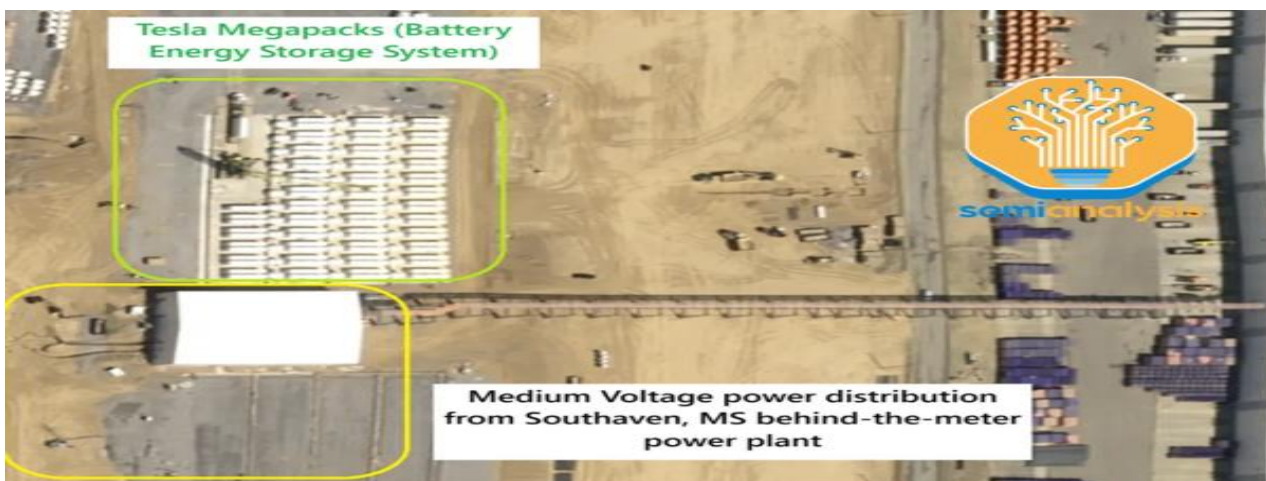 Tesla Megapacks (Battery
Energy Storage System)
semianalysis
Medium Voltage power distribution
from Southaven, MS behind-the-meter
power plant